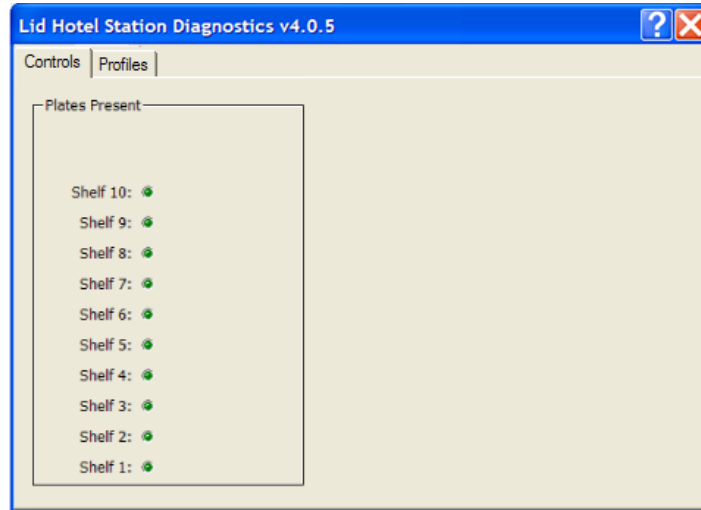 Lid Hotel Station Diagnostics v4.0.5
Controls Profiles
Plates Present
Shelf 10:
Shelf 9:
Shelf 8:
Shelf 7:
Shelf 6:
Shelf 5:
Shelf 4:
Shelf 3:
Shelf 2:
Shelf 1: